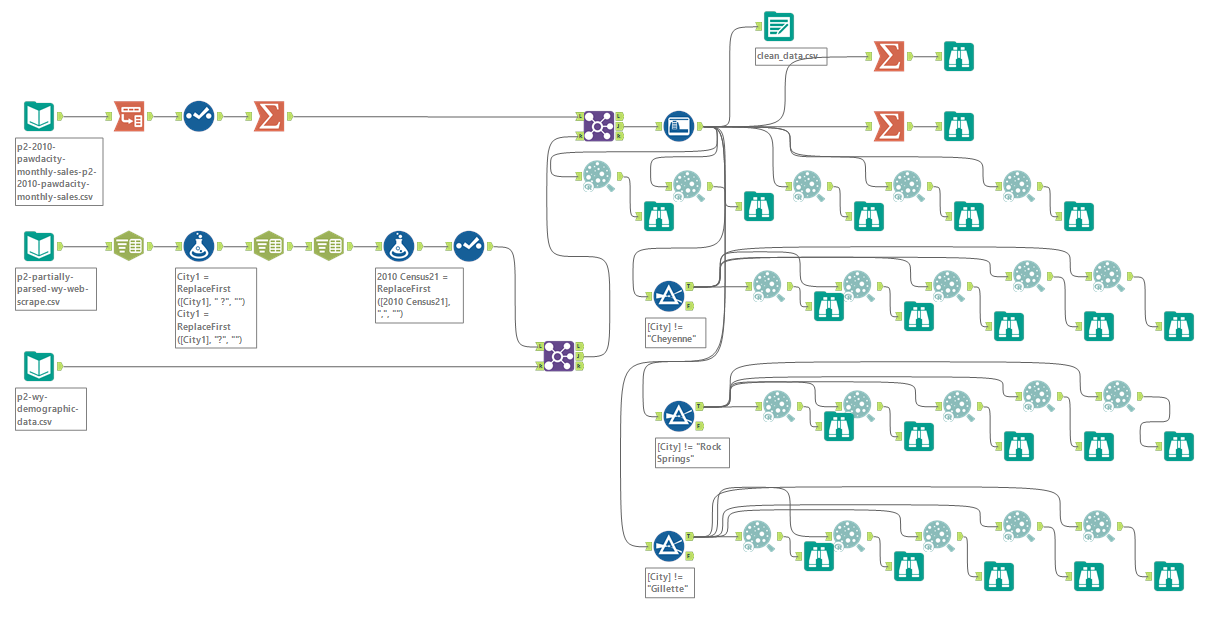 clean_data.csv
p2-2010-
pawdacity-
monthly-sales-p2-
2010-pawdacity-
monthly-sales.csv
p2-partially-
parsed-wy-web-
scrape.csv
City1 =
ReplaceFirst
([City1], " ?", "")
City1 =
ReplaceFirst
([City1], "?", "")
2010 Census21 =
ReplaceFirst
([2010 Census21],
",", "")
[City] !=
"Cheyenne"
p2-wy-
demographic-
data.csv
[City] != "Rock
Springs"
[City] !=
"Gillette"